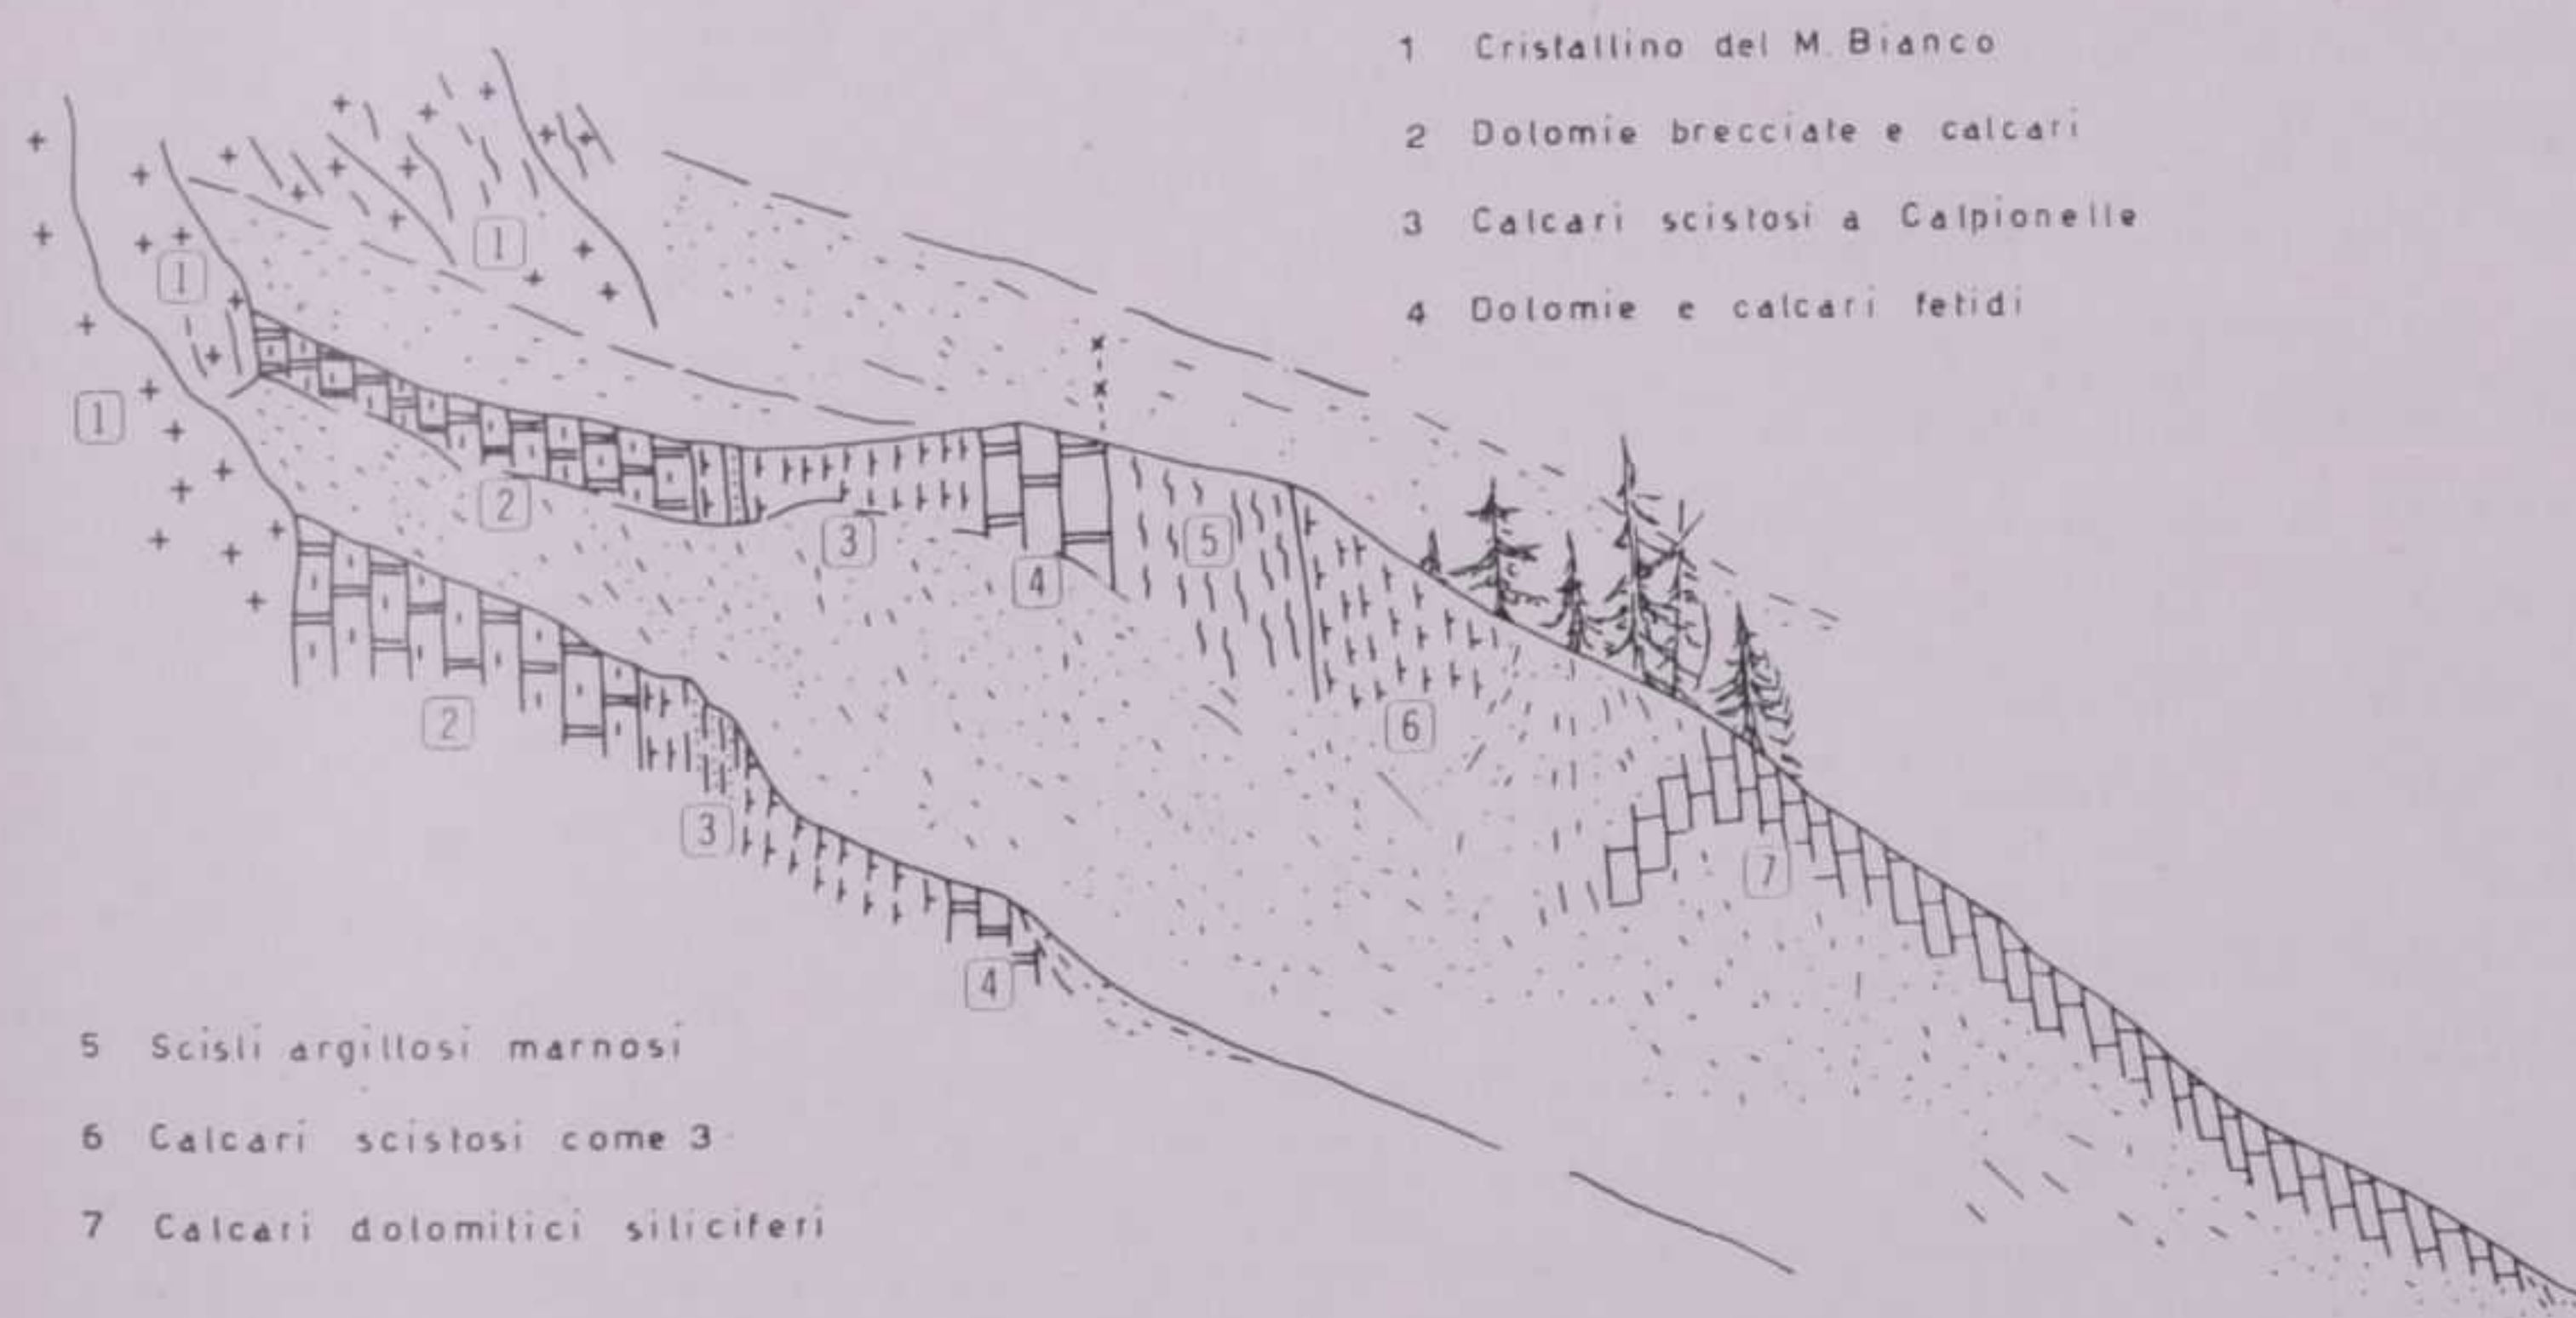 1 Cristallino del M. Bianco
2 Dolomie brecciate e calcari
3 Calcari scistosi a Calpionelle
4 Dolomie e calcari fetidi
1
1
1
2
3
4
5
6
7
2
3
4
5 Scisti argillosi marnosi
6 Calcari scistosi come 3
7 Calcari dolomitici siliciferi